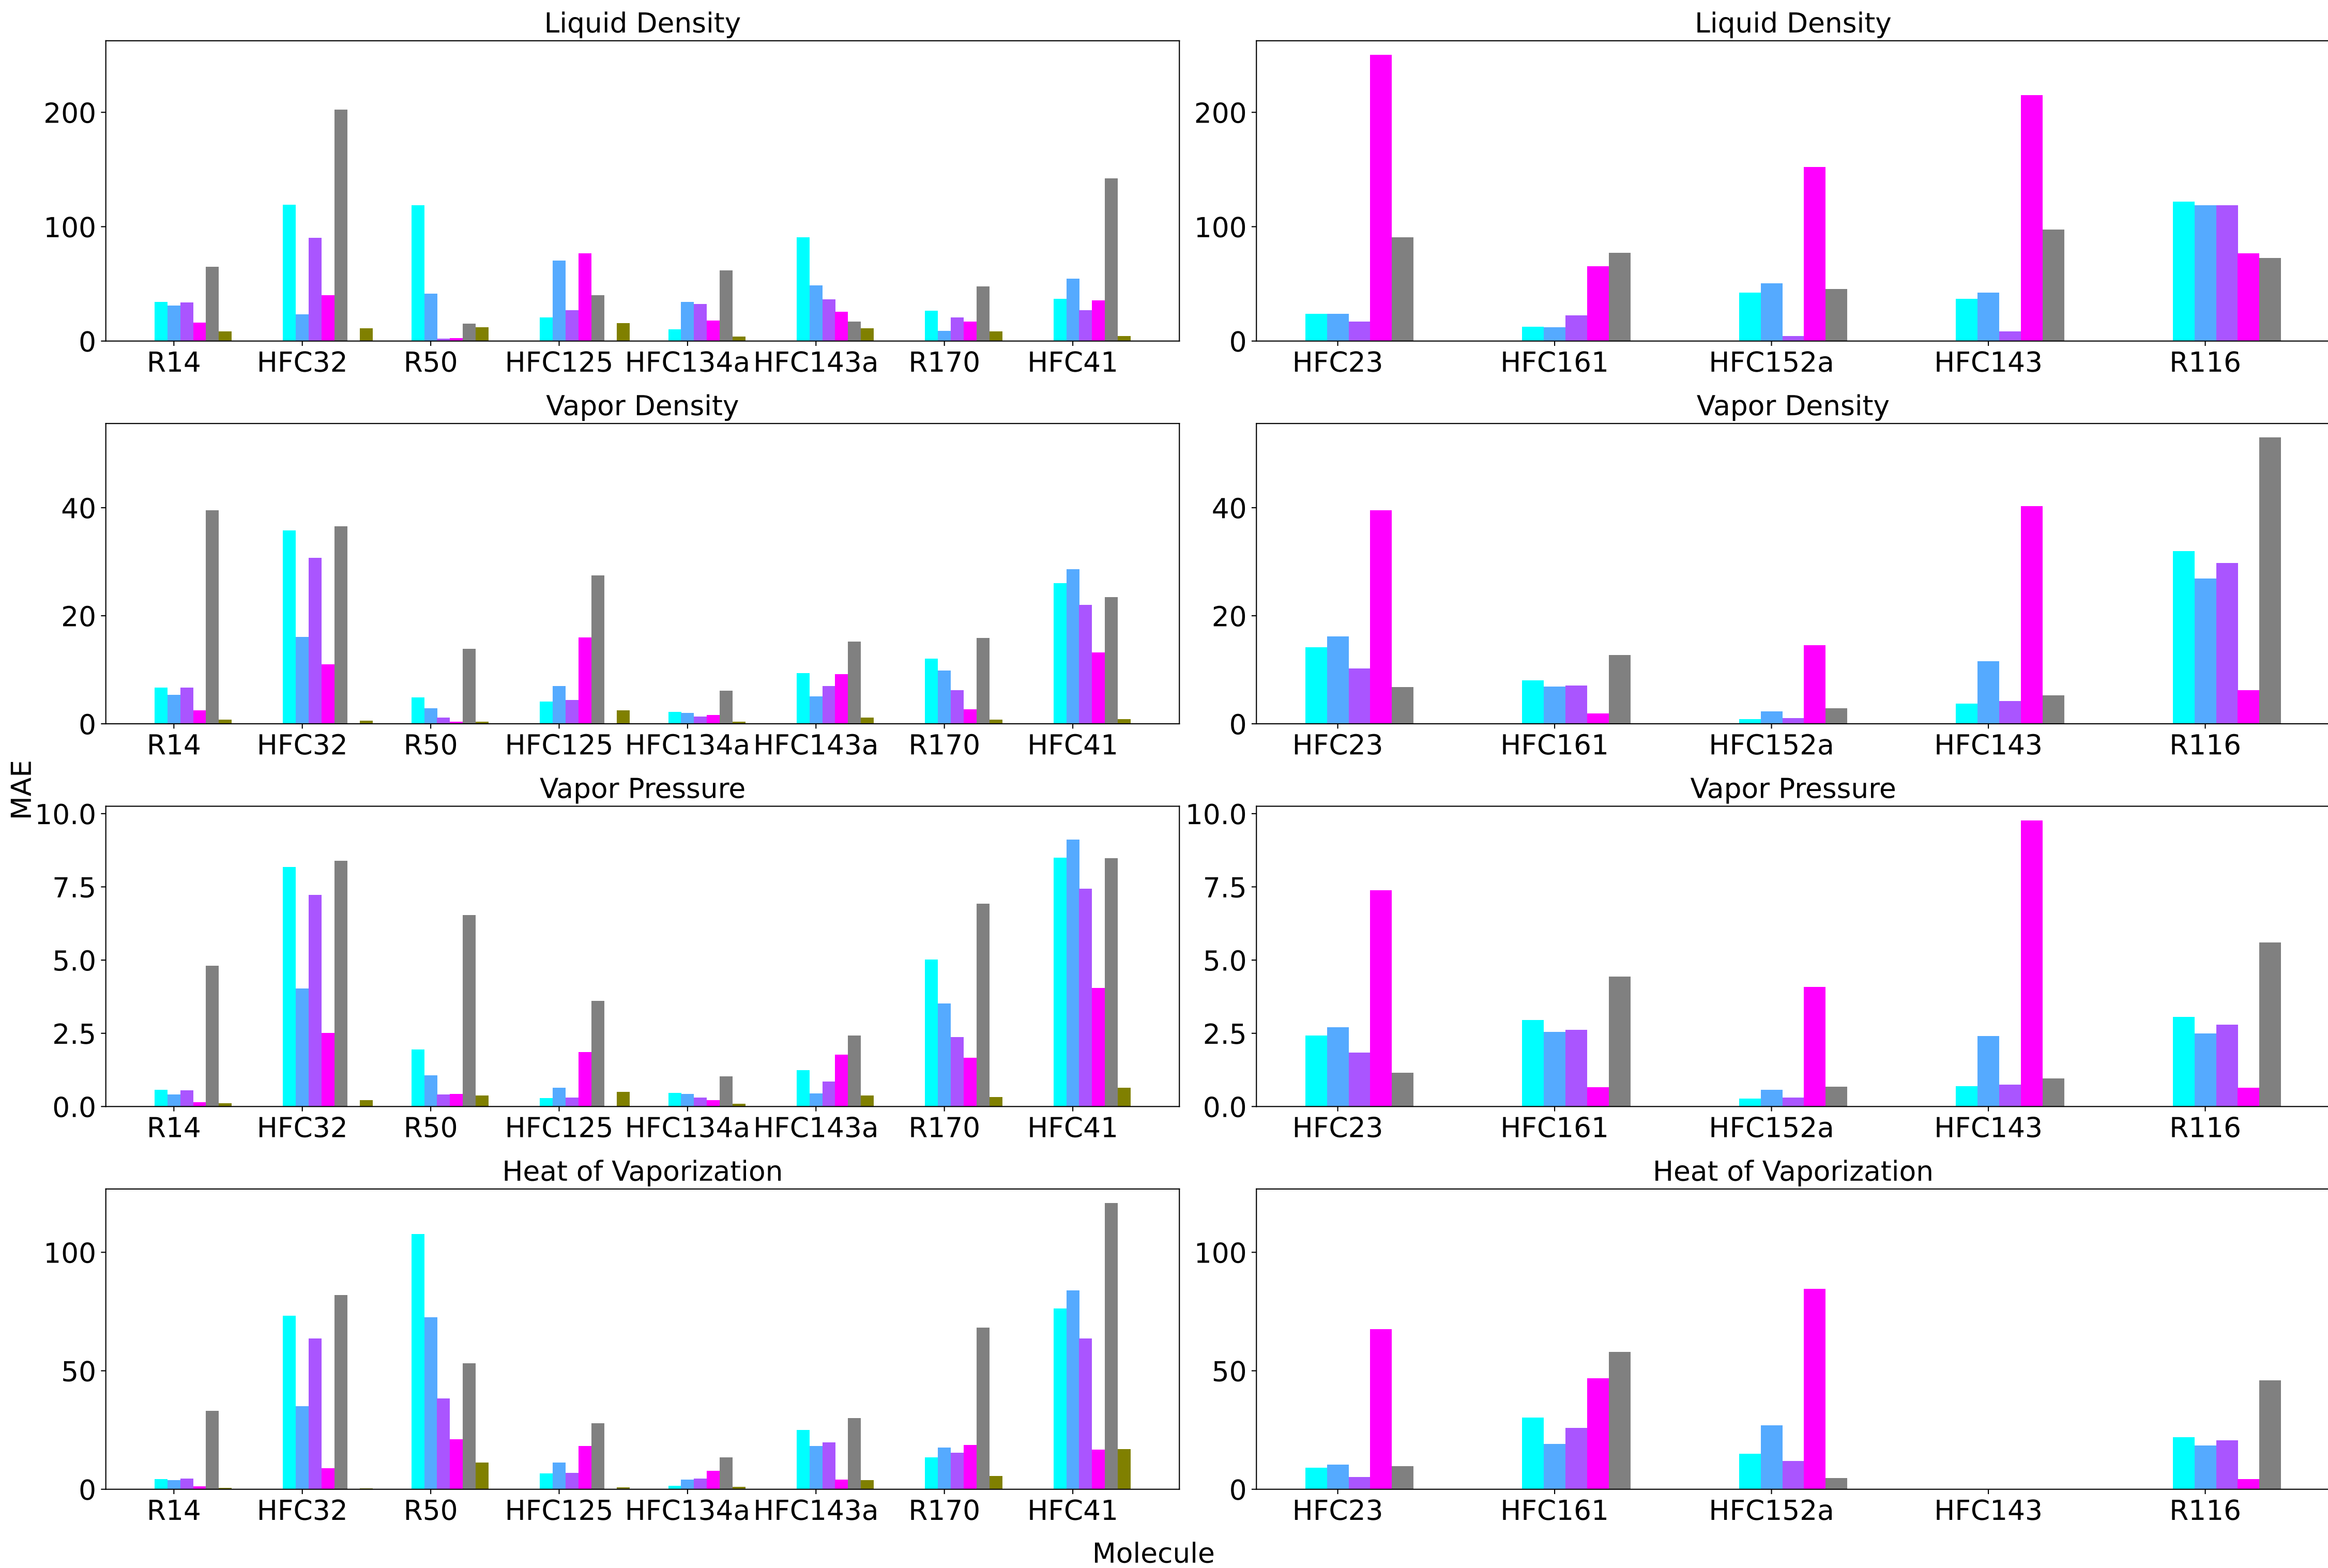 Liquid Density
200
100
0
R14 HFC32 R50 HFC125 HFC134a HFC143a R170 HFC41
Liquid Density
200
100
0
HFC23 HFC161 HFC152a HFC143 R116
Vapor Density
40
20
0
R14 HFC32 R50 HFC125 HFC134a HFC143a R170 HFC41
Vapor Density
40
20
0
HFC23 HFC161 HFC152a HFC143 R116
MAE
Vapor Pressure
10.0
7.5
5.0
2.5
0.0
R14 HFC32 R50 HFC125 HFC134a HFC143a R170 HFC41
Vapor Pressure
10.0
7.5
5.0
2.5
0.0
HFC23 HFC161 HFC152a HFC143 R116
Heat of Vaporization
100
50
0
R14 HFC32 R50 HFC125 HFC134a HFC143a R170 HFC41
Heat of Vaporization
100
50
0
HFC23 HFC161 HFC152a HFC143 R116
Molecule